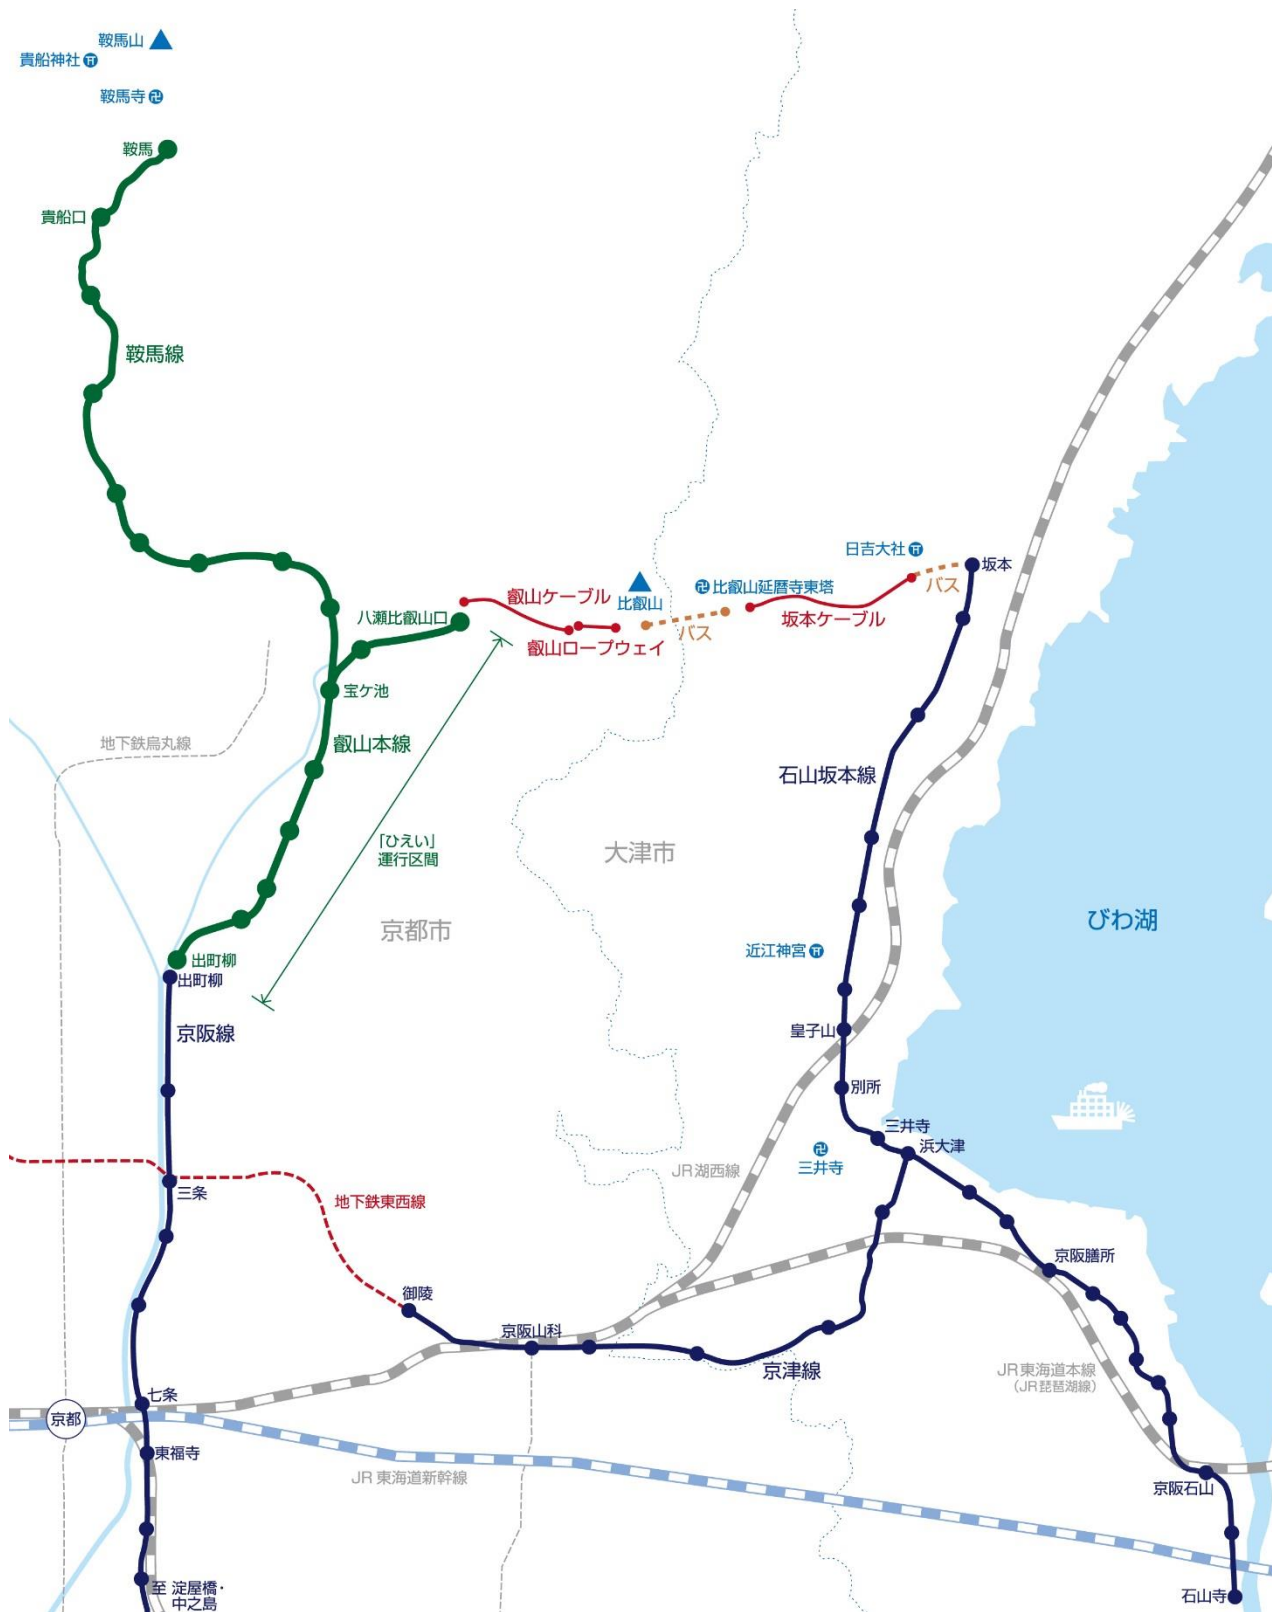 鞍馬山
貴船神社
鞍馬寺
鞍馬
貴船口
鞍馬線
日吉大社
坂本
バス
比叡山延暦寺東塔
叡山ケーブル
比叡山
八瀬比叡山口
坂本ケーブル
バス
叡山ロープウェイ
宝ケ池
地下鉄烏丸線
叡山本線
石山坂本線
「ひえい」
運行区間
大津市
京都市
びわ湖
近江神宮
出町柳
出町柳
京阪線
皇子山
別所
三井寺
浜大津
三井寺
JR湖西線
三条
地下鉄東西線
京阪膳所
御陵
京阪山科
京津線
JR東海道本線
(JR琵琶湖線)
七条
京都
東福寺
JR東海道新幹線
京阪石山
至 淀屋橋・
中之島
石山寺